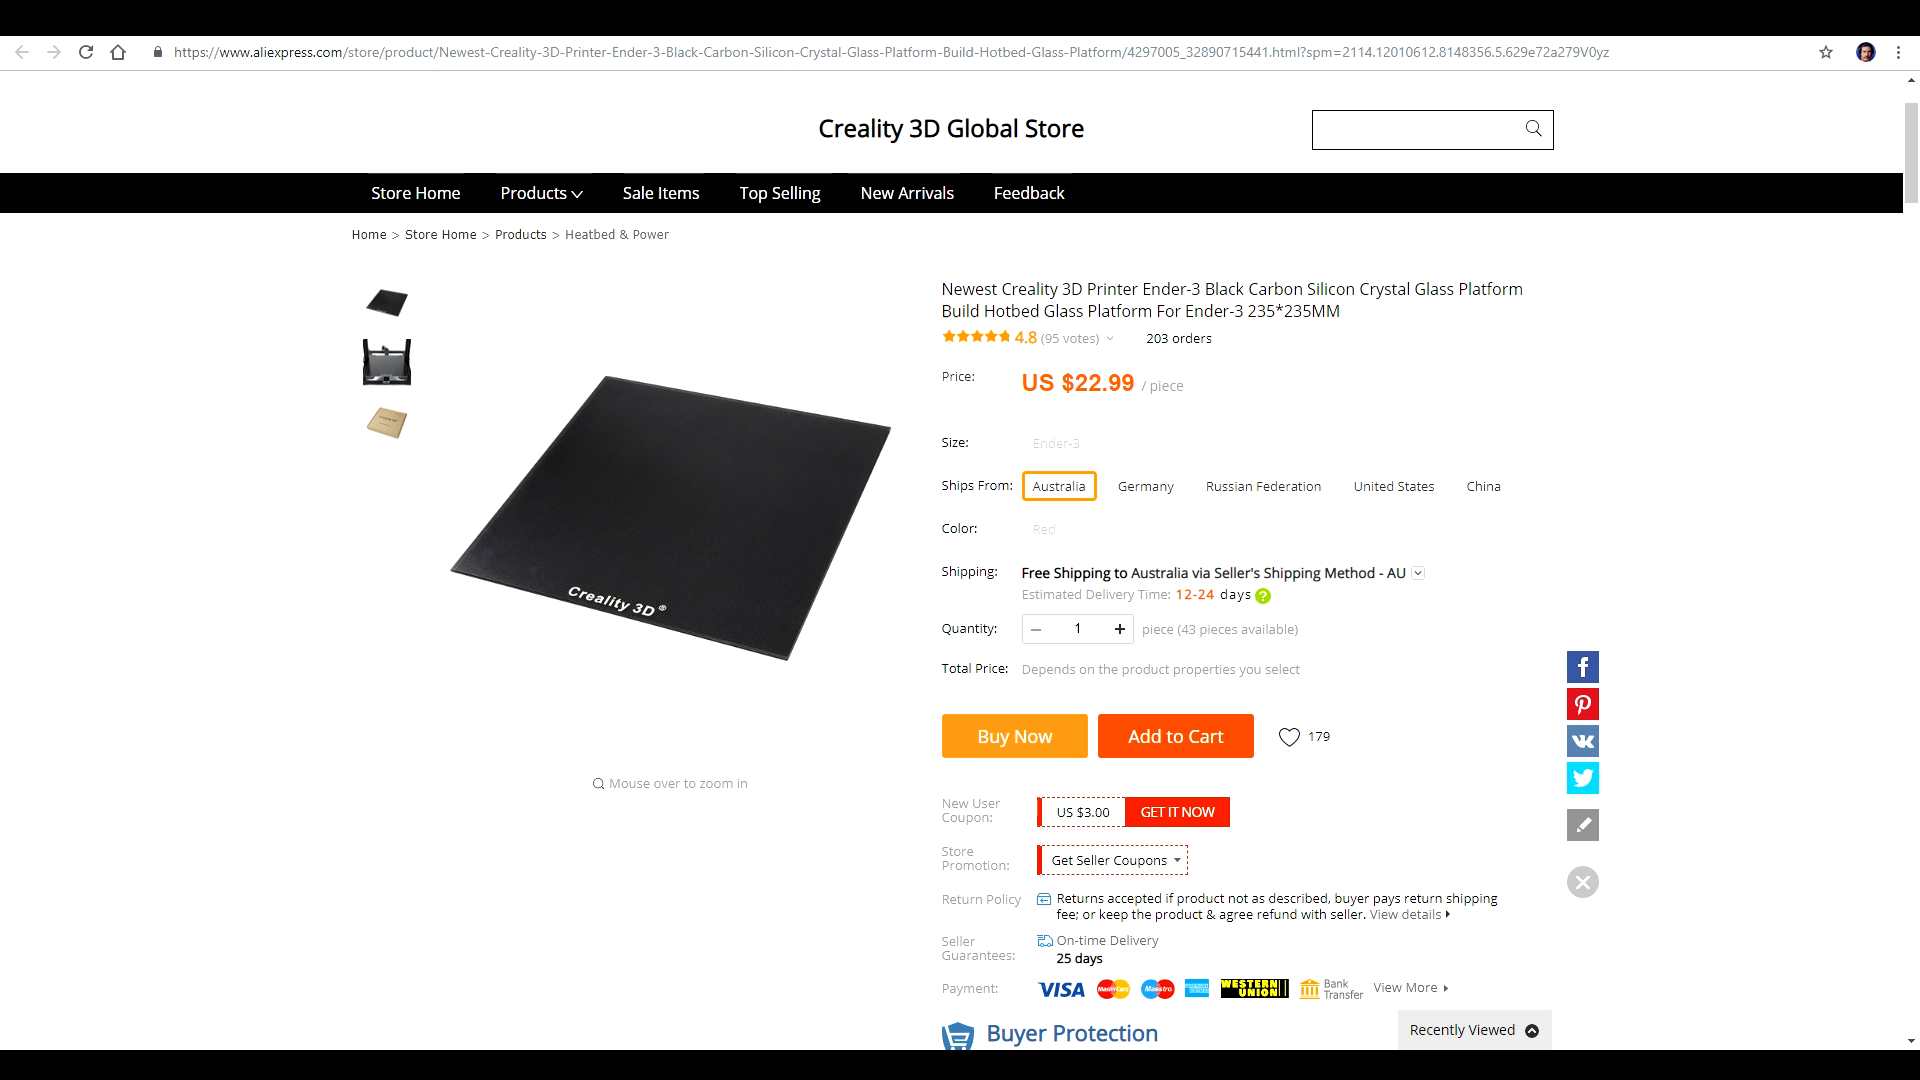 https://www.aliexpress.com/store/product/Newest-Creality-3D-Printer-Ender-3-Black-Carbon-Silicon-Crystal-Glass-Platform-Build-Hotbed-Glass-Platform/4297005_32890715441.html?spm=2114.12010612.8148356.5.629e72a279V0yz
Creality 3D Global Store
Store Home Products Sale Items Top Selling New Arrivals Feedback
Home > Store Home > Products > Heatbed & Power
Newest Creality 3D Printer Ender-3 Black Carbon Silicon Crystal Glass Platform
Build Hotbed Glass Platform For Ender-3 235*235MM
4.8 (95 votes) 203 orders
Price: US $22.99 / piece
Size: Ender-3
Ships From: Australia Germany Russian Federation United States China
Color: Red
Shipping: Free Shipping to Australia via Seller's Shipping Method - AU
Estimated Delivery Time: 12-24 days ?
Quantity: – 1 + piece (43 pieces available)
Total Price: Depends on the product properties you select
Creality 3D ®
Buy Now Add to Cart 179
Mouse over to zoom in
New User
Coupon: US $3.00 GET IT NOW
Store
Promotion: Get Seller Coupons
Return Policy Returns accepted if product not as described, buyer pays return shipping
fee; or keep the product & agree refund with seller. View details
Seller
Guarantees: On-time Delivery
25 days
Payment: VISA MasterCard Maestro WESTERN UNION Bank Transfer View More
Buyer Protection
Recently Viewed